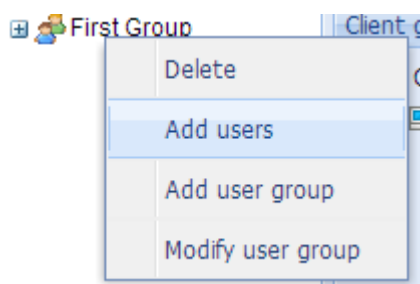 First Group
Client g
Delete
Add users
Add user group
Modify user group